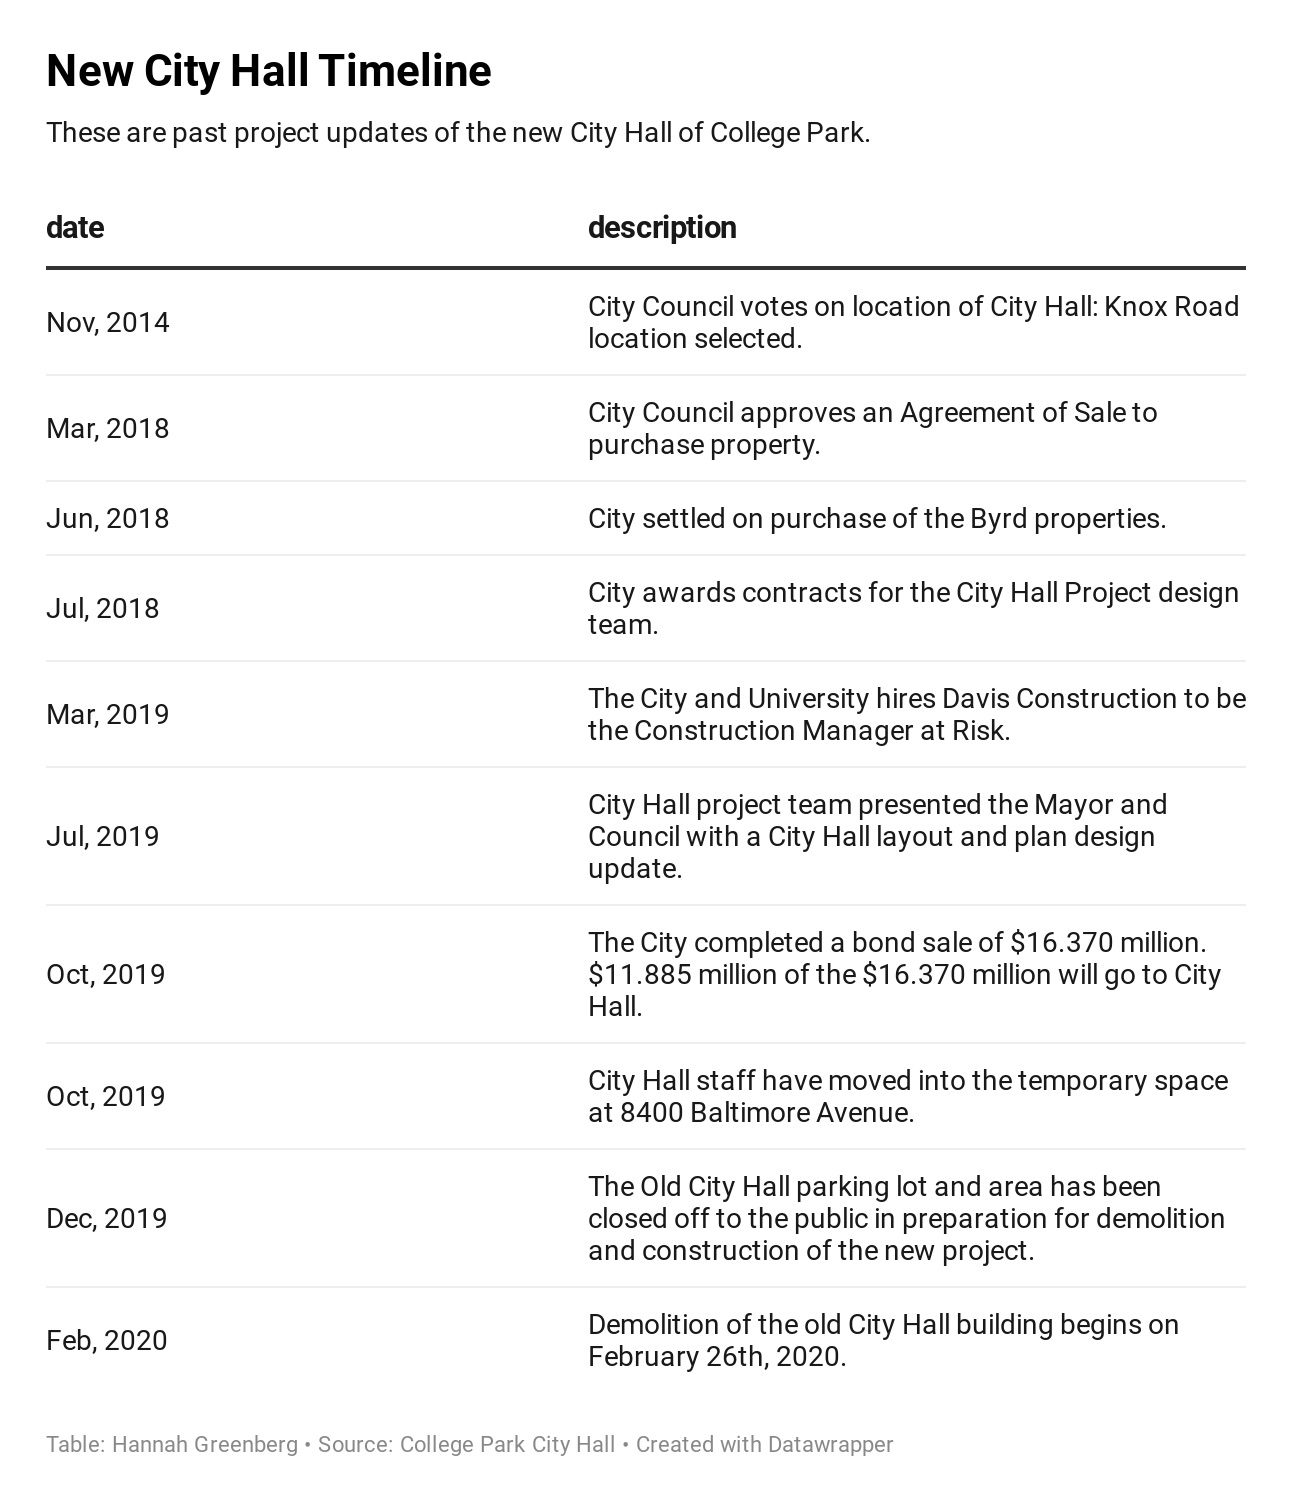 New City Hall Timeline
These are past project updates of the new City Hall of College Park.
date description
Nov, 2014 City Council votes on location of City Hall: Knox Road
location selected.
Mar, 2018 City Council approves an Agreement of Sale to
purchase property.
Jun, 2018 City settled on purchase of the Byrd properties.
Jul, 2018 City awards contracts for the City Hall Project design
team.
Mar, 2019 The City and University hires Davis Construction to be
the Construction Manager at Risk.
Jul, 2019 City Hall project team presented the Mayor and
Council with a City Hall layout and plan design
update.
Oct, 2019 The City completed a bond sale of $16.370 million.
$11.885 million of the $16.370 million will go to City
Hall.
Oct, 2019 City Hall staff have moved into the temporary space
at 8400 Baltimore Avenue.
Dec, 2019 The Old City Hall parking lot and area has been
closed off to the public in preparation for demolition
and construction of the new project.
Feb, 2020 Demolition of the old City Hall building begins on
February 26th, 2020.
Table: Hannah Greenberg • Source: College Park City Hall • Created with Datawrapper